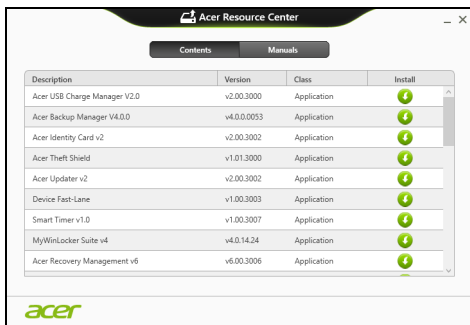 Acer Resource Center
Contents Manuals
Description Version Class Install
Acer USB Charge Manager V2.0 v2.00.3000 Application
Acer Backup Manager V4.0.0 v4.0.0.0053 Application
Acer Identity Card v2 v2.00.3002 Application
Acer Theft Shield v1.01.3000 Application
Acer Updater v2 v2.00.3002 Application
Device Fast-Lane v1.00.3003 Application
Smart Timer v1.0 v1.00.3007 Application
MyWinLocker Suite v4 v4.0.14.24 Application
Acer Recovery Management v6 v6.00.3006 Application
acer